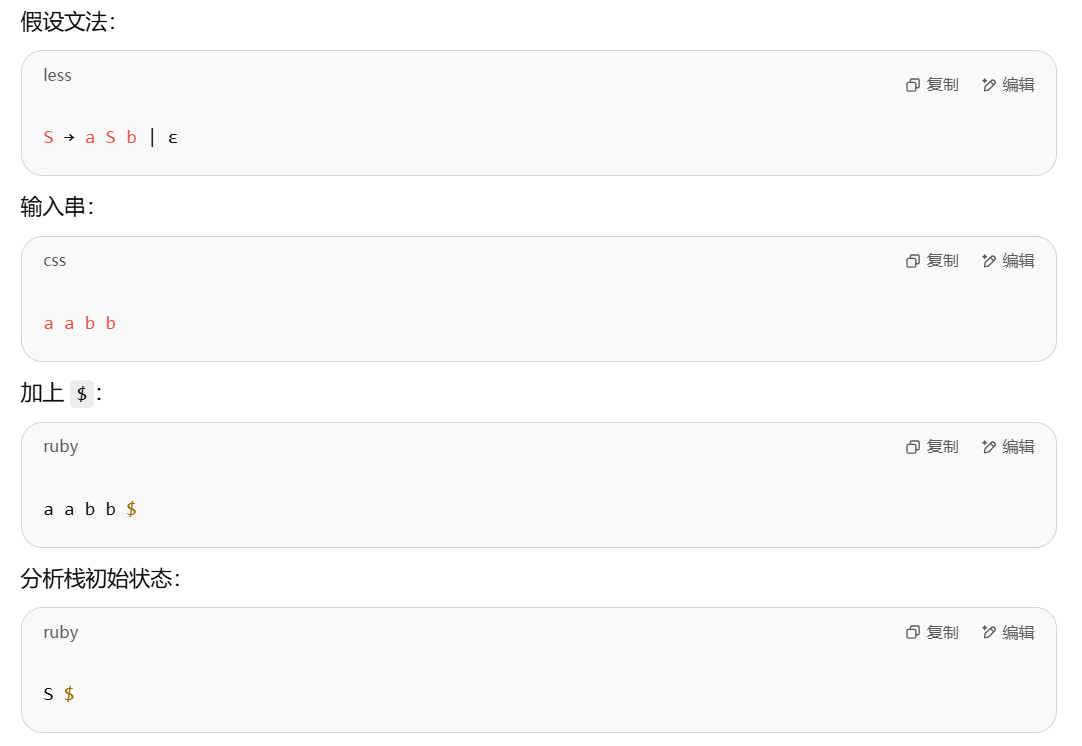 假设文法：
less
复制 编辑
S → a S b | ε
输入串：
css
复制 编辑
a a b b
加上 $：
ruby
复制 编辑
a a b b $
分析栈初始状态：
ruby
复制 编辑
S $